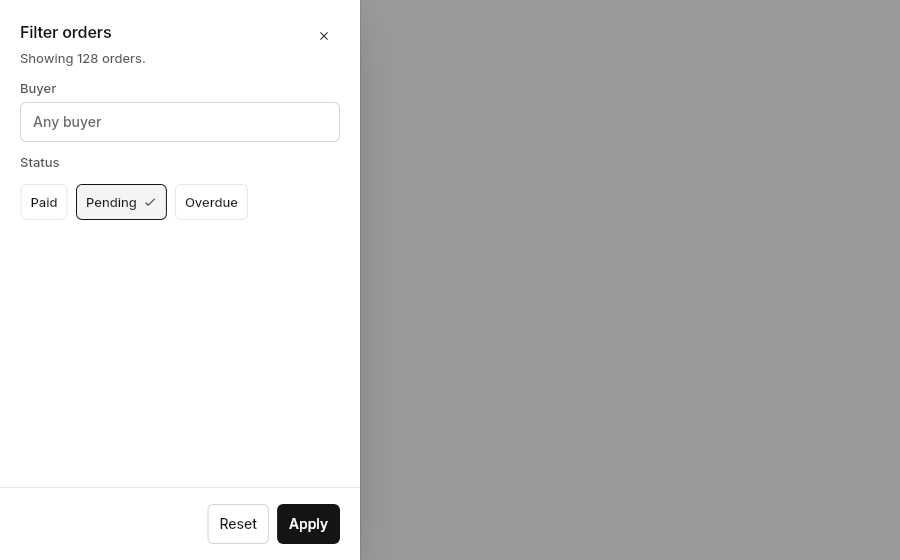 Filter orders
Showing 128 orders.
Buyer
Any buyer
Status
Paid Pending Overdue
Reset Apply